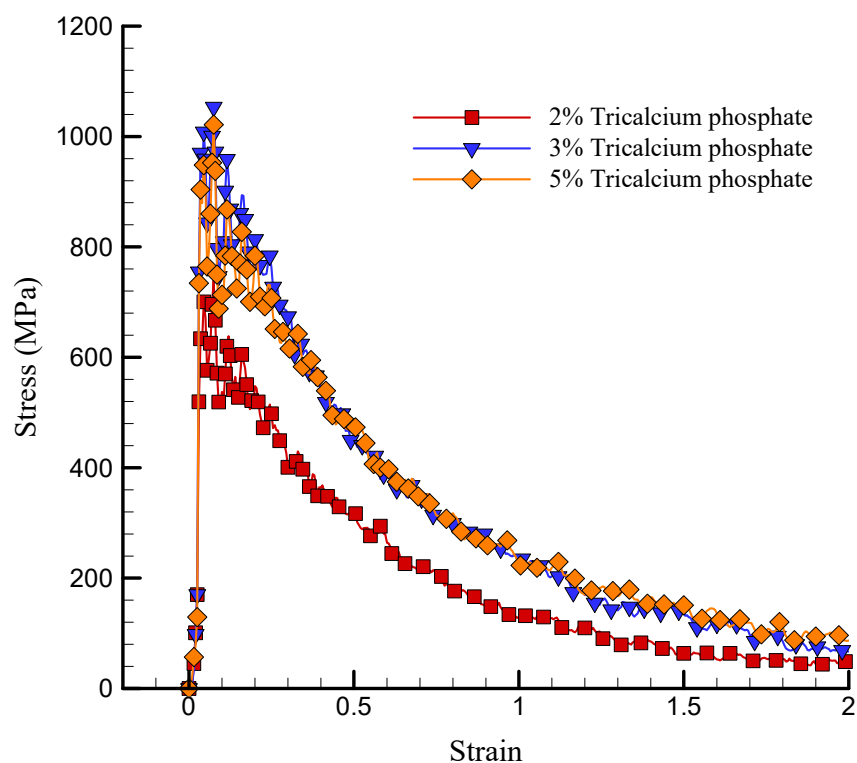 1200
1000
800
600
400
200
0
Stress (MPa)
2% Tricalcium phosphate
3% Tricalcium phosphate
5% Tricalcium phosphate
0 0.5 1 1.5 2
Strain